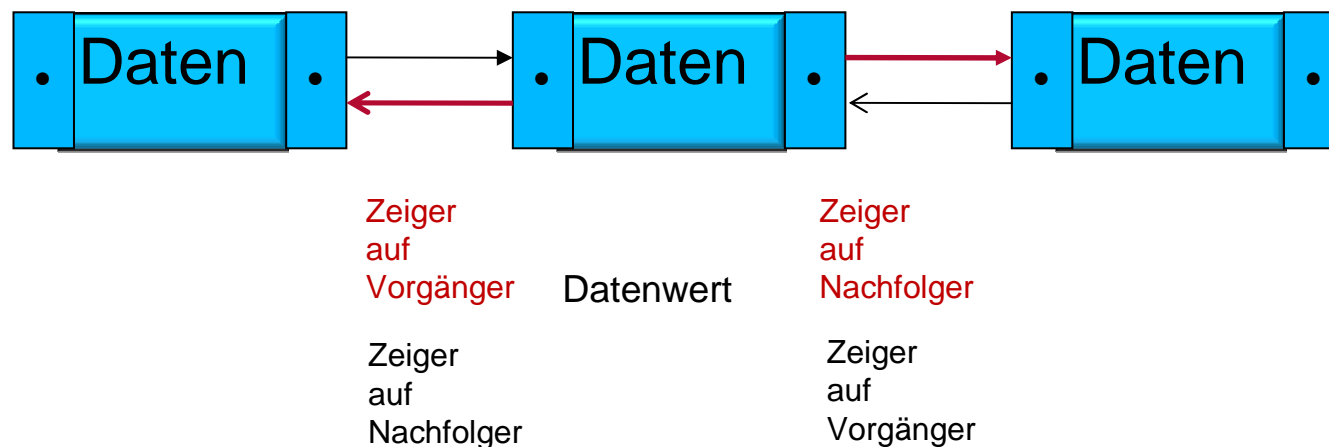 Daten
Daten
Daten
Zeiger
auf
Vorgänger
Datenwert
Zeiger
auf
Nachfolger
Zeiger
auf
Nachfolger
Zeiger
auf
Vorgänger